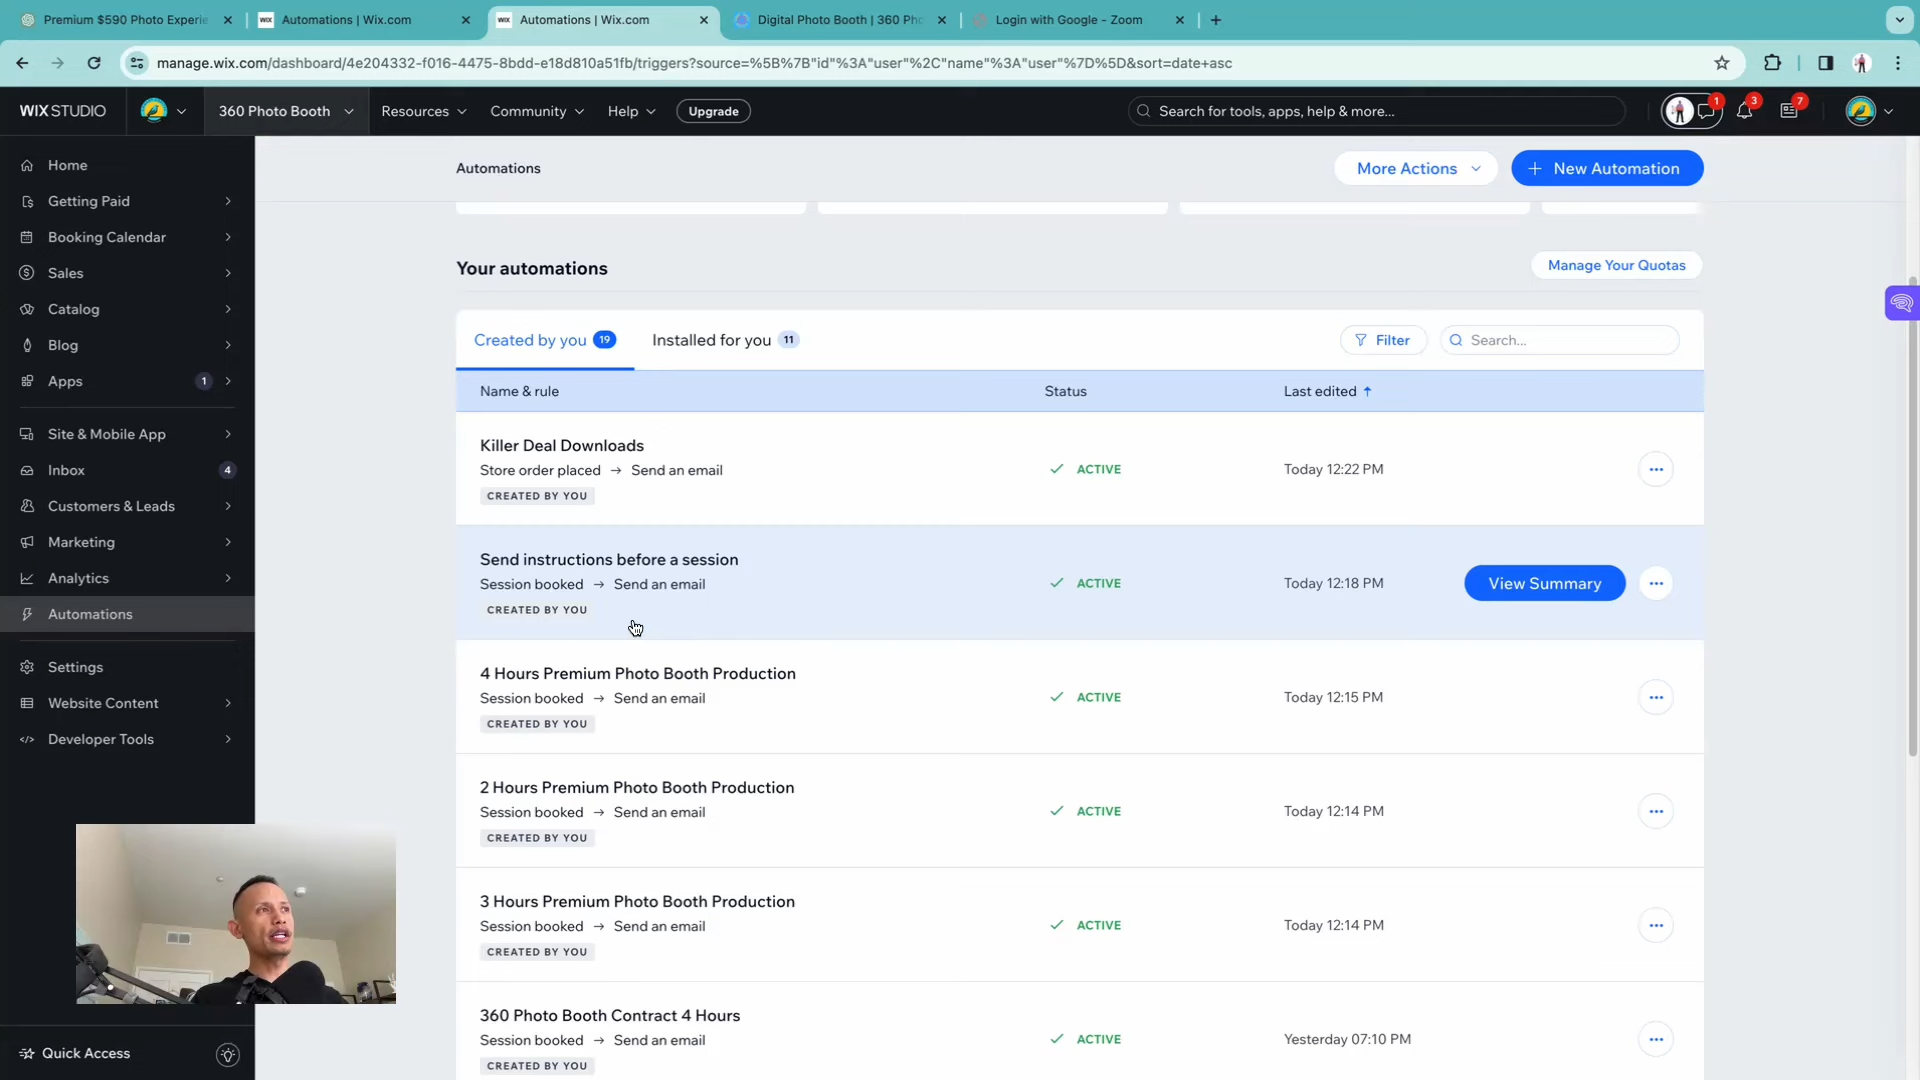 Premium $590 Photo Experie
Automations | Wix.com
Automations | Wix.com
Digital Photo Booth | 360 Pho
Login with Google - Zoom
manage.wix.com/dashboard/4e204332-f016-4475-8bdd-e18d810a51fb/triggers?source=%5B%7B"id"%3A"user"%2C"name"%3A"user"%7D%5D&sort=date+asc
WIX STUDIO
360 Photo Booth
Resources
Community
Help
Upgrade
Search for tools, apps, help & more...
1
3
7
Home
Getting Paid
Booking Calendar
Sales
Catalog
Blog
Apps 1
Site & Mobile App
Inbox 4
Customers & Leads
Marketing
Analytics
Automations
Settings
Website Content
Developer Tools
Quick Access
Automations
More Actions
+ New Automation
Your automations
Manage Your Quotas
Created by you 19
Installed for you 11
Filter
Search...
Name & rule
Status
Last edited ↑
Killer Deal Downloads
Store order placed → Send an email
CREATED BY YOU
ACTIVE
Today 12:22 PM
Send instructions before a session
Session booked → Send an email
CREATED BY YOU
ACTIVE
Today 12:18 PM
View Summary
4 Hours Premium Photo Booth Production
Session booked → Send an email
CREATED BY YOU
ACTIVE
Today 12:15 PM
2 Hours Premium Photo Booth Production
Session booked → Send an email
CREATED BY YOU
ACTIVE
Today 12:14 PM
3 Hours Premium Photo Booth Production
Session booked → Send an email
CREATED BY YOU
ACTIVE
Today 12:14 PM
360 Photo Booth Contract 4 Hours
Session booked → Send an email
CREATED BY YOU
ACTIVE
Yesterday 07:10 PM